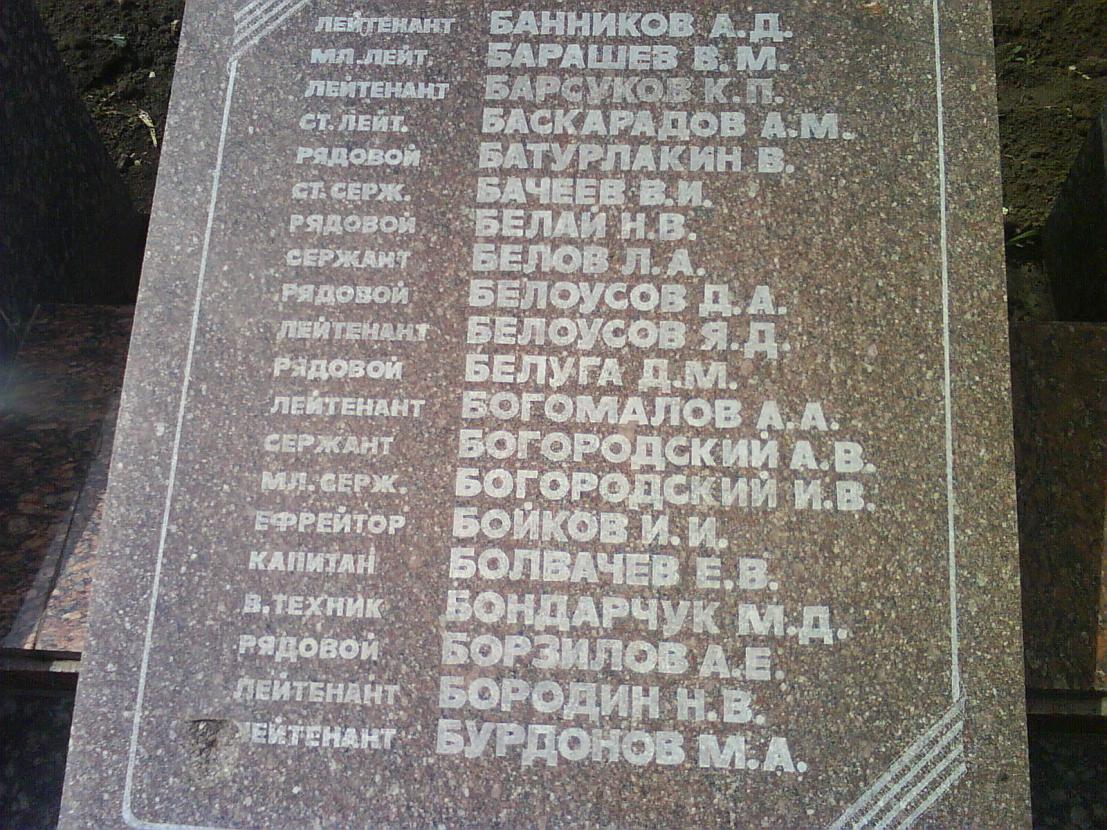 ЛЕЙТЕНАНТ БАННИКОВ А.Д.
МЛ.ЛЕЙТ БАРАШЕВ В.М.
ЛЕЙТЕНАНТ БАРСУКОВ К.П.
СТ.ЛЕЙТ. БАСКАРАДОВ А.М.
РЯДОВОЙ БАТУРЛАКИН В.
СТ.СЕРЖ. БАЧЕЕВ В.И.
РЯДОВОЙ БЕЛАЙ Н.В.
СЕРЖАНТ БЕЛОВ Л.А.
РЯДОВОЙ БЕЛОУСОВ Д.А.
ЛЕЙТЕНАНТ БЕЛОУСОВ Я.Д.
РЯДОВОЙ БЕЛУГА Д.М.
ЛЕЙТЕНАНТ БОГОМАЛОВ А.А.
СЕРЖАНТ БОГОРОДСКИЙ А.В.
МЛ.СЕРЖ. БОГОРОДСКИЙ И.В.
ЕФРЕЙТОР БОЙКОВ И.И.
КАПИТАН БОЛВАЧЕВ Е.В.
В.ТЕХНИК БОНДАРЧУК М.Д.
РЯДОВОЙ БОРЗИЛОВ А.Е.
ЛЕЙТЕНАНТ БОРОДИН Н.В.
ЛЕЙТЕНАНТ БУРДОНОВ М.А.